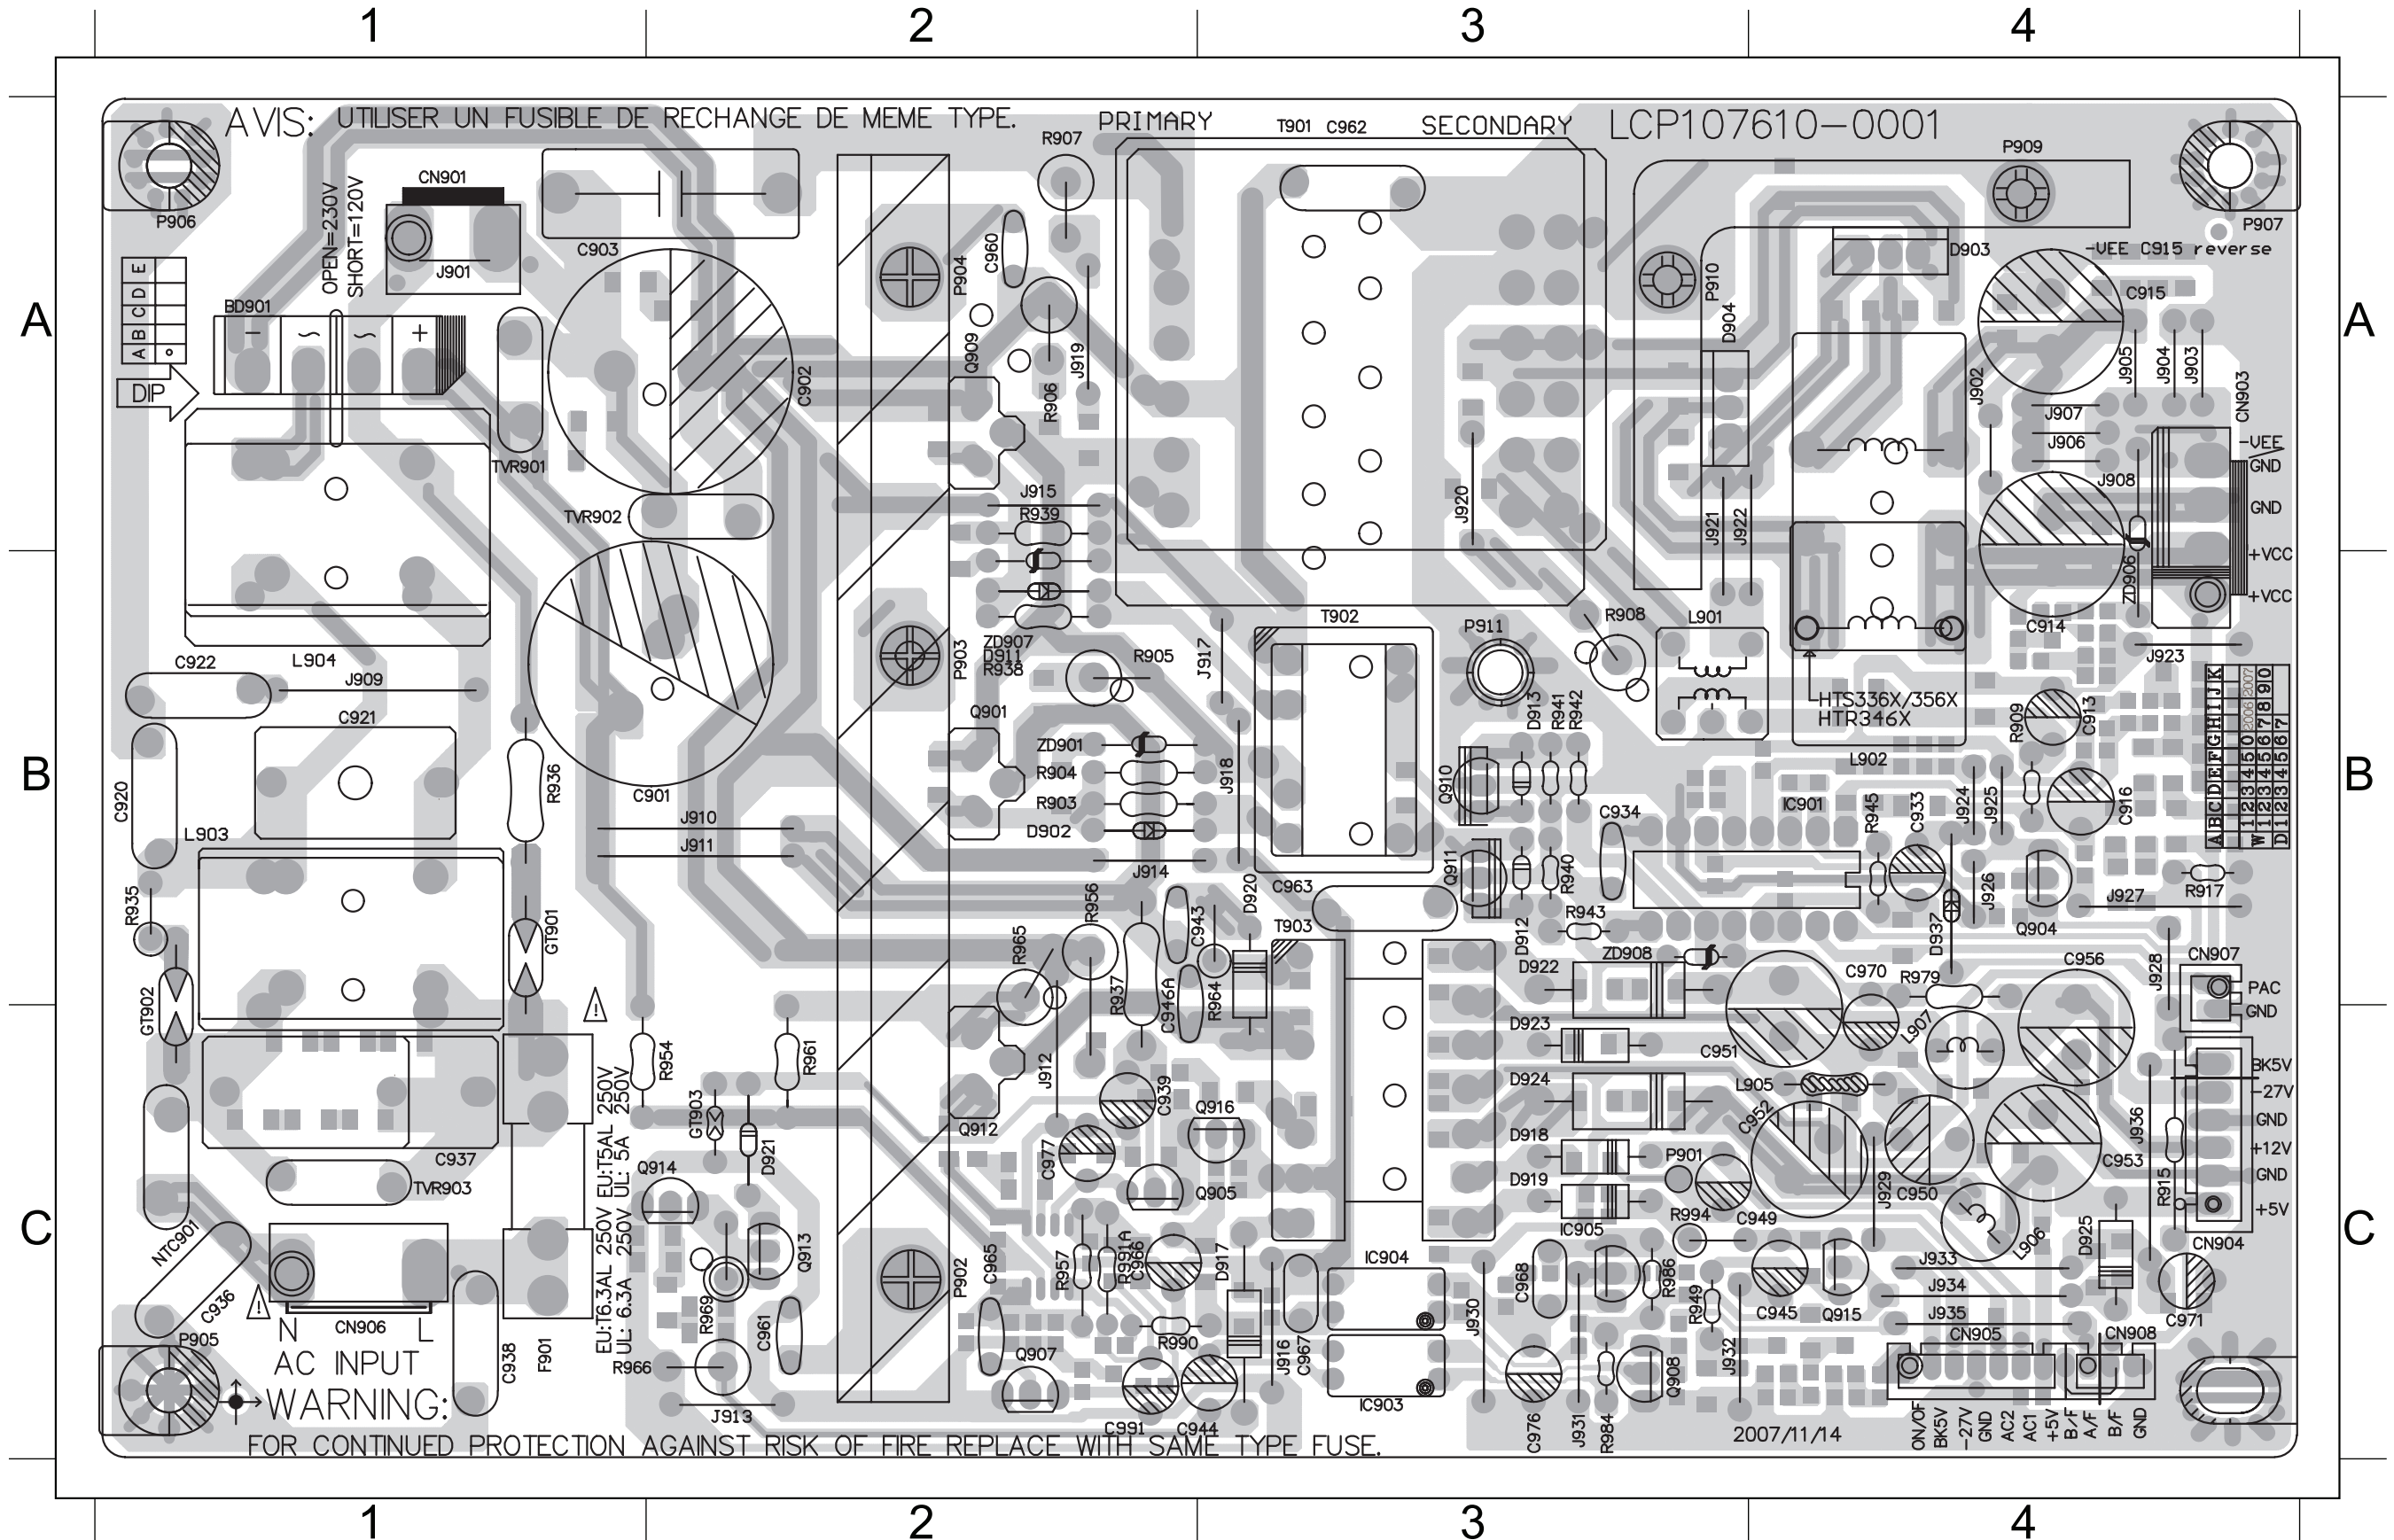 1 2 3 4
AVIS: UTILISER UN FUSIBLE DE RECHANGE DE MEME TYPE.
PRIMARY
T901 C962
SECONDARY
LCP107610-0001
R907
P909
CN901
P906
OPEN=230V
SHORT=120V
C903
J901
C960
P904
P910
D903
P907
-VEE C915 reverse
A B C D E
BD901
C915
A
A
DIP
Q909
J919
C902
R906
D904
J902
J905
J904
J903
CN903
J907
J906
-VEE
GND
TVR901
J908
J915
R939
TVR902
J920
J921
J922
GND
+VCC
ZD906
+VCC
T902
P911
R908
L901
C914
ZD907
D911
R938
P903
R905
J917
J923
C922
L904
J909
HTS336X/356X
HTR346X
C921
Q901
D913
R941
R942
R909
C913
ABCDEFGHIJK
2006 2007
W1234567890
D1234567
ZD901
R904
J918
L902
B
B
C920
R936
C901
R903
D902
Q910
C934
IC901
R945
C933
J924
J925
C916
L903
J910
J911
J914
R935
R956
D920
C963
Q911
R940
J926
R917
J927
GT901
R965
C943
T903
D912
R943
D937
Q904
ZD908
CN907
GT902
R937
C946A
R964
D922
C970
R979
C956
J928
PAC
GND
D923
C951
L907
R954
R961
J912
C939
D924
L905
BK5V
-27V
GND
+12V
GND
+5V
GT903
Q912
Q916
C952
J936
C937
EU:T5AL 250V
UL: 5A 250V
D921
C977
D918
P901
C953
TVR903
Q914
Q905
D919
J929
C950
R915
C
C
NTC901
EU:T6.3AL 250V
UL: 6.3A 250V
Q913
C965
R957
R991A
C966
D917
IC904
IC905
R994
C949
L906
D925
CN904
C936
R969
P902
C968
R986
R949
J933
J934
N
CN906
L
C961
R990
J930
C945
Q915
J935
C971
P905
AC INPUT
C938
F901
R966
Q907
J916
C967
Q908
J932
CN905
CN908
WARNING:
J913
C991
C944
IC903
C976
J931
R984
2007/11/14
ON/OF
BK5V
-27V
GND
AC2
AC1
+5V
B/F
A/F
B/F
GND
FOR CONTINUED PROTECTION AGAINST RISK OF FIRE REPLACE WITH SAME TYPE FUSE.
1 2 3 4